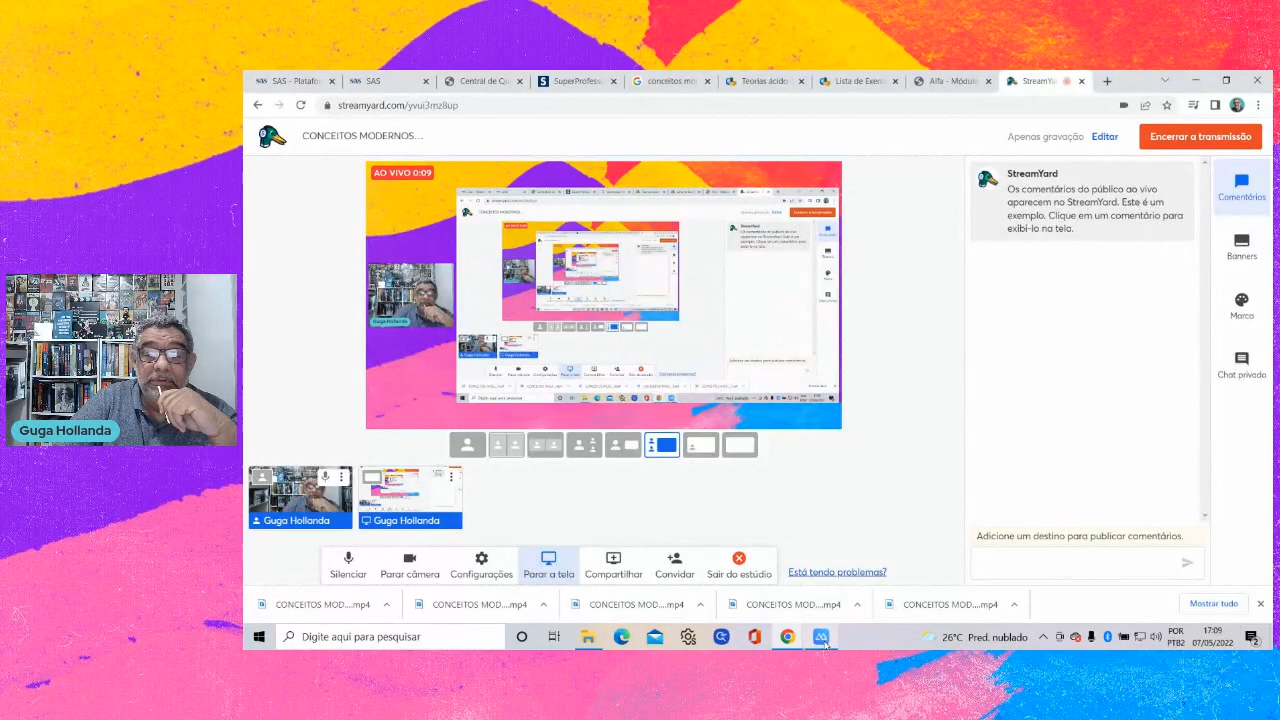 SAS - Platafo
SAS
Central de Qu
SuperProfess
conceitos mo
Teorias ácido
Lista de Exerc
Alfa - Módulo
StreamYa
streamyard.com/yvui3mz8up
CONCEITOS MODERNOS...
Apenas gravação
Editar
Encerrar a transmissão
AO VIVO 0:09
StreamYard
Os comentários do público ao vivo
aparecem no StreamYard. Este é um
exemplo. Clique em um comentário para
exibi-lo na tela.
Comentários
Banners
Marca
Chat privado
Guga Hollanda
Guga Hollanda
Guga Hollanda
Guga Hollanda
Adicione um destino para publicar comentários.
Silenciar
Parar câmera
Configurações
Parar a tela
Compartilhar
Convidar
Sair do estúdio
Está tendo problemas?
CONCEITOS MOD....mp4
CONCEITOS MOD....mp4
CONCEITOS MOD....mp4
CONCEITOS MOD....mp4
CONCEITOS MOD....mp4
Mostrar tudo
Digite aqui para pesquisar
26°C Pred. nublado
POR
PTB2
17:09
07/05/2022
2